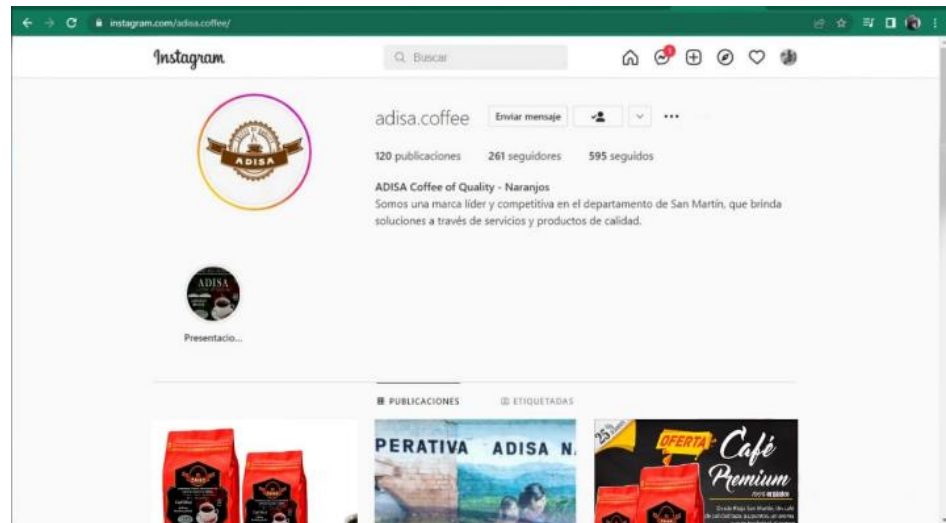 instagram.com/adisa.coffee/
Instagram
Buscar
adisa.coffee Enviar mensaje
120 publicaciones 261 seguidores 595 seguidos
ADISA Coffee of Quality - Naranjos
Somos una marca líder y competitiva en el departamento de San Martín, que brinda
soluciones a través de servicios y productos de calidad.
ADISA
ADISA
Presentacio...
PUBLICACIONES ETIQUETADAS
PERATIVA ADISA N
25%
OFERTA
Café
Premium
100%